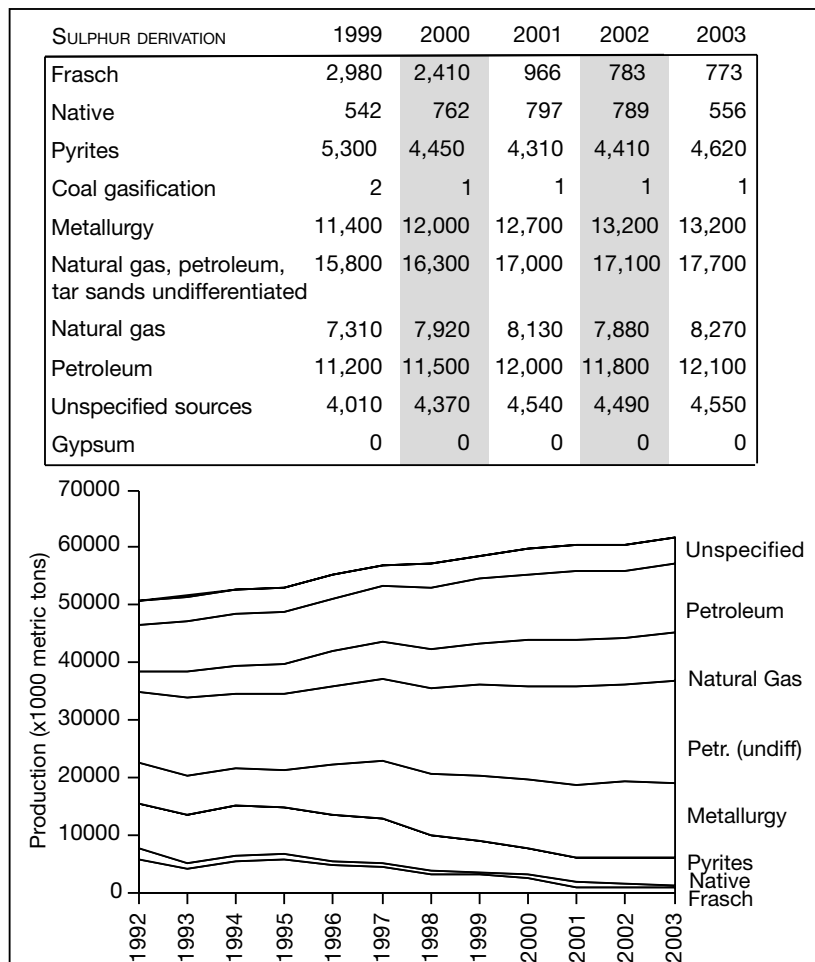 SULPHUR DERIVATION 1999 2000 2001 2002 2003
Frasch 2,980 2,410 966 783 773
Native 542 762 797 789 556
Pyrites 5,300 4,450 4,310 4,410 4,620
Coal gasification 2 1 1 1 1
Metallurgy 11,400 12,000 12,700 13,200 13,200
Natural gas, petroleum, 15,800 16,300 17,000 17,100 17,700
tar sands undifferentiated
Natural gas 7,310 7,920 8,130 7,880 8,270
Petroleum 11,200 11,500 12,000 11,800 12,100
Unspecified sources 4,010 4,370 4,540 4,490 4,550
Gypsum 0 0 0 0 0
Production (x1000 metric tons)
70000
60000
50000
40000
30000
20000
10000
0
Unspecified
Petroleum
Natural Gas
Petr. (undiff)
Metallurgy
Pyrites
Native
Frasch
1992 1993 1994 1995 1996 1997 1998 1999 2000 2001 2002 2003